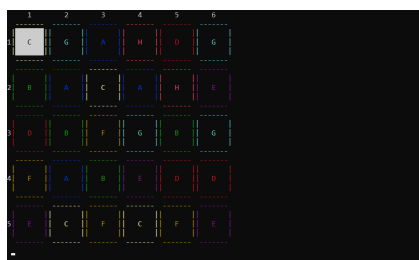 1 2 3 4 5 6
1 C G A H D G
2 B A C A H E
3 D B F G B G
4 F A B E D D
5 E C F C F E